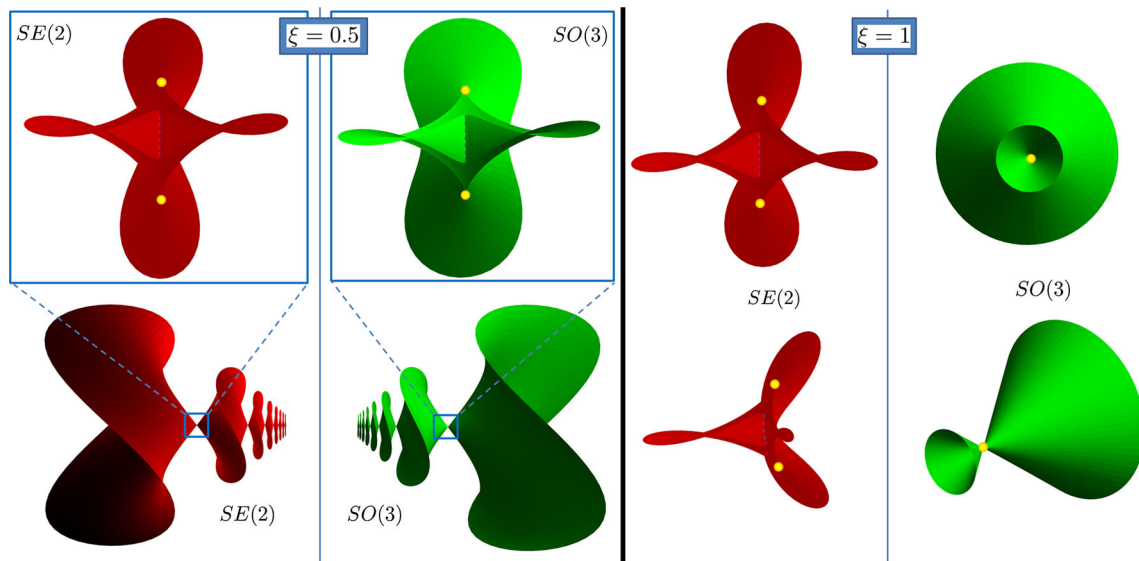 SE(2)
ξ = 0.5
SO(3)
ξ = 1
SE(2)
SO(3)
SE(2)
SO(3)